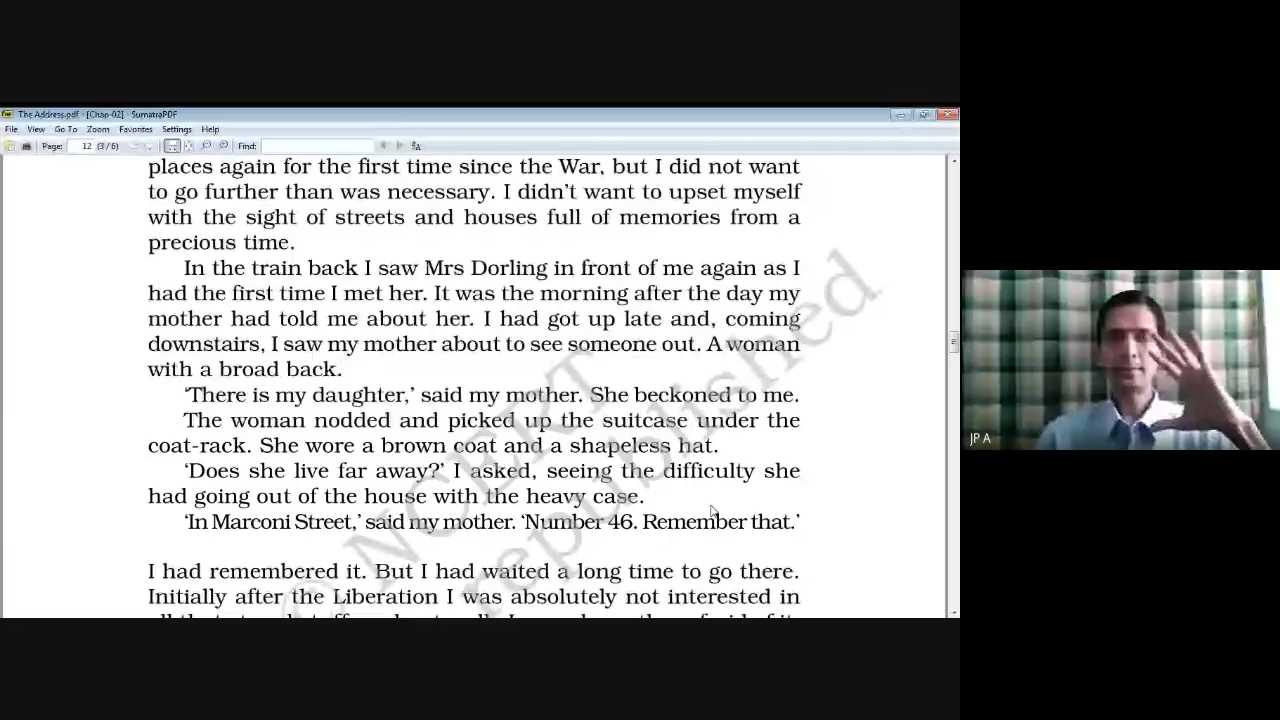 The Address.pdf - [Chap-02] - SumatraPDF
File View Go To Zoom Favorites Settings Help
Page: 12 (3 / 6) Find:
places again for the first time since the War, but I did not want
to go further than was necessary. I didn’t want to upset myself
with the sight of streets and houses full of memories from a
precious time.
In the train back I saw Mrs Dorling in front of me again as I
had the first time I met her. It was the morning after the day my
mother had told me about her. I had got up late and, coming
downstairs, I saw my mother about to see someone out. A woman
with a broad back.
‘There is my daughter,’ said my mother. She beckoned to me.
The woman nodded and picked up the suitcase under the
coat-rack. She wore a brown coat and a shapeless hat.
‘Does she live far away?’ I asked, seeing the difficulty she
had going out of the house with the heavy case.
‘In Marconi Street,’ said my mother. ‘Number 46. Remember that.’
I had remembered it. But I had waited a long time to go there.
Initially after the Liberation I was absolutely not interested in
© NCERT
republished
JP A